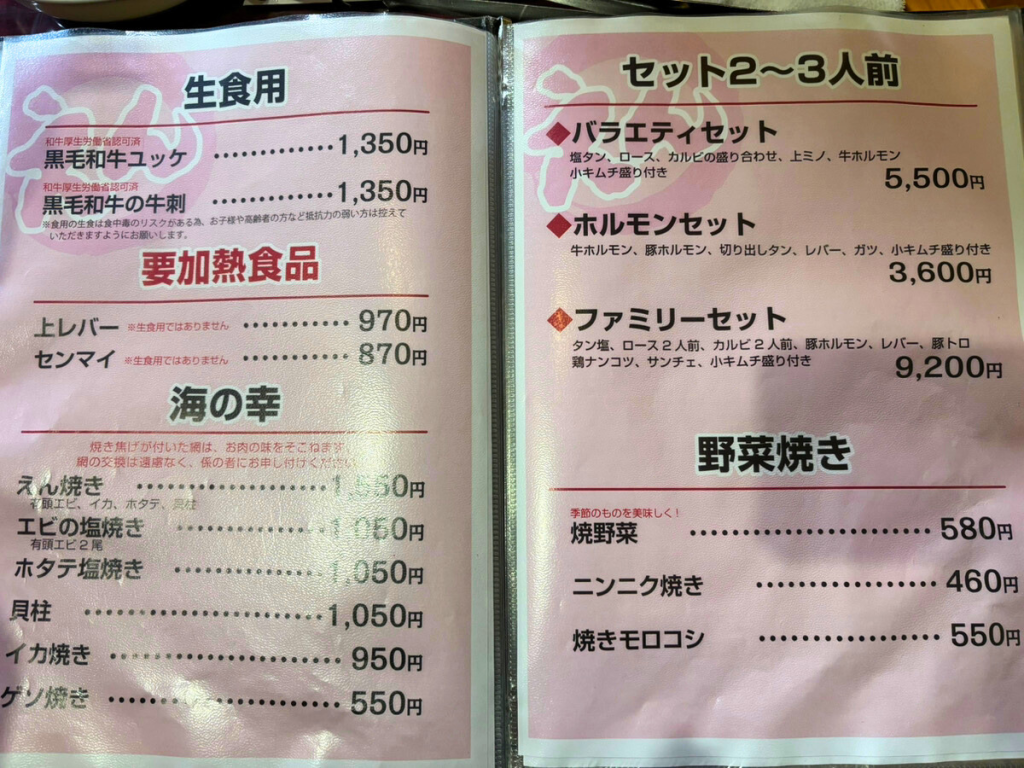 生食用
和牛厚生労働省認可済
黒毛和牛ユッケ ・・・・・・・・・・・・・ 1,350円
和牛厚生労働省認可済
黒毛和牛の牛刺 ・・・・・・・・・・・・・ 1,350円
※食用の生食は食中毒のリスクがある為、お子様や高齢者の方など抵抗力の弱い方は控えて
いただきますようにお願いします。
要加熱食品
上レバー ※生食用ではありません ・・・・・・・・・・・ 970円
センマイ ※生食用ではありません ・・・・・・・・・・・ 870円
海の幸
焼き焦げが付いた網は、お肉の味をそこねます
網の交換は遠慮なく、係の者にお申し付けください
えん焼き ・・・・・・・・・・・・・・・・・ 1,550円
有頭エビ、イカ、ホタテ、貝柱
エビの塩焼き ・・・・・・・・・・・・・ 1,050円
有頭エビ2尾
ホタテ塩焼き ・・・・・・・・・・・・・ 1,050円
貝柱 ・・・・・・・・・・・・・・・・・・・・ 1,050円
イカ焼き ・・・・・・・・・・・・・・・・・・・ 950円
ゲソ焼き ・・・・・・・・・・・・・・・・・・・ 550円
えん
セット2〜3人前
◆バラエティセット
塩タン、ロース、カルビの盛り合わせ、上ミノ、牛ホルモン
小キムチ盛り付き
5,500円
◆ホルモンセット
牛ホルモン、豚ホルモン、切り出しタン、レバー、ガツ、小キムチ盛り付き
3,600円
◆ファミリーセット
タン塩、ロース2人前、カルビ2人前、豚ホルモン、レバー、豚トロ
鶏ナンコツ、サンチェ、小キムチ盛り付き
9,200円
えん
野菜焼き
季節のものを美味しく！
焼野菜 ・・・・・・・・・・・・・・・・・・・ 580円
ニンニク焼き ・・・・・・・・・・・・・・ 460円
焼きモロコシ ・・・・・・・・・・・・・・ 550円